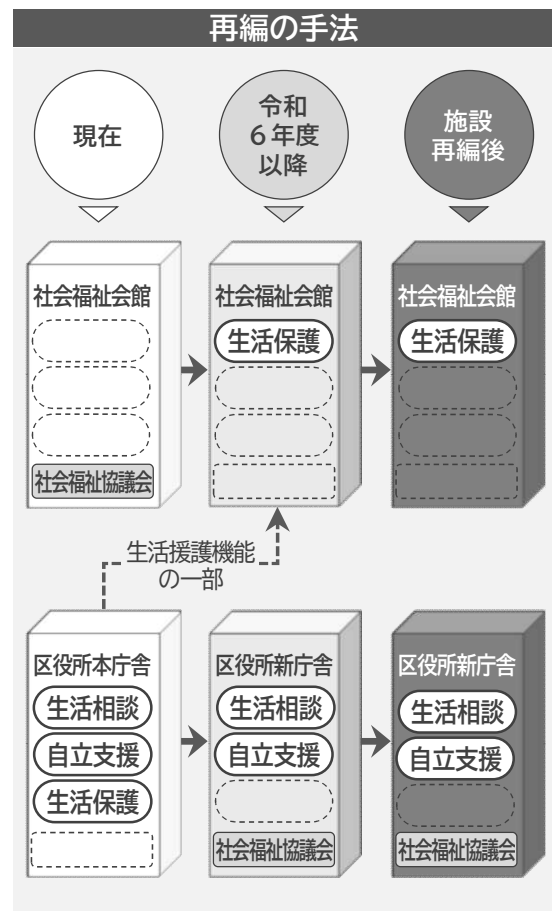 再編の手法
現在
令和
6年度
以降
施設
再編後
社会福祉会館
社会福祉協議会
社会福祉会館
生活保護
社会福祉会館
生活保護
生活援護機能
の一部
区役所本庁舎
生活相談
自立支援
生活保護
区役所新庁舎
生活相談
自立支援
社会福祉協議会
区役所新庁舎
生活相談
自立支援
社会福祉協議会